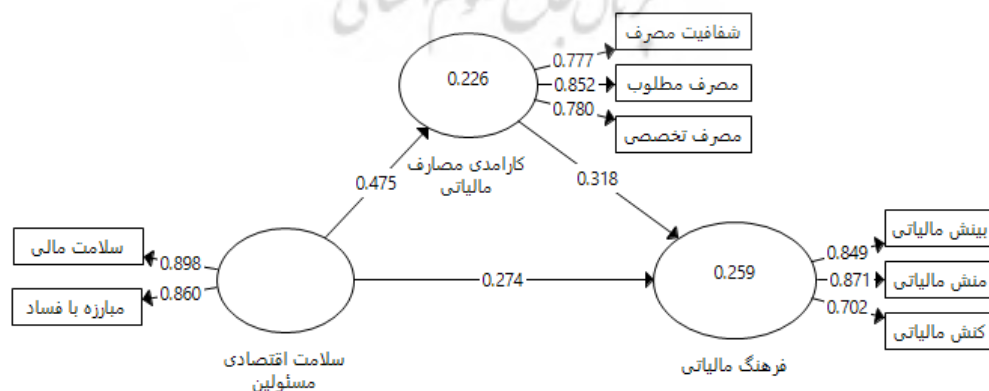 شفافیت مصرف
0.777
0.226
0.852
مصرف مطلوب
0.780
مصرف تخصصی
کارامدی مصارف
مالیاتی
0.475
0.318
سلامت مالی
0.898
0.860
مبارزه با فساد
0.274
0.259
بینش مالیاتی
0.849
منش مالیاتی
0.871
0.702
کنش مالیاتی
سلامت اقتصادی
مسئولین
فرهنگ مالیاتی